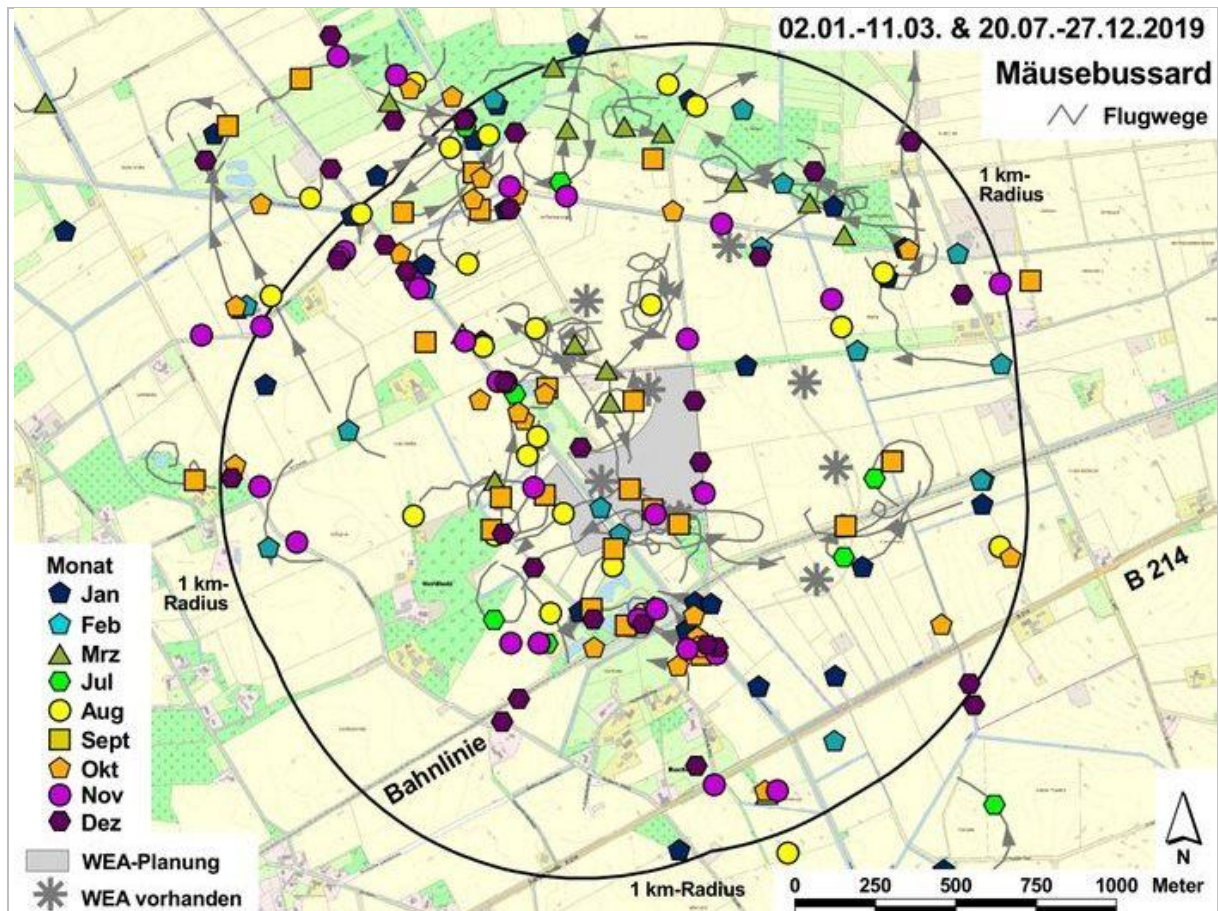 02.01.-11.03. & 20.07.-27.12.2019
Mäusebussard
Flugwege
1 km-
Radius
1 km-
Radius
B 214
Bahnlinie
1 km-Radius
Monat
Jan
Feb
Mrz
Jul
Aug
Sept
Okt
Nov
Dez
WEA-Planung
WEA vorhanden
N
0 250 500 750 1000 Meter